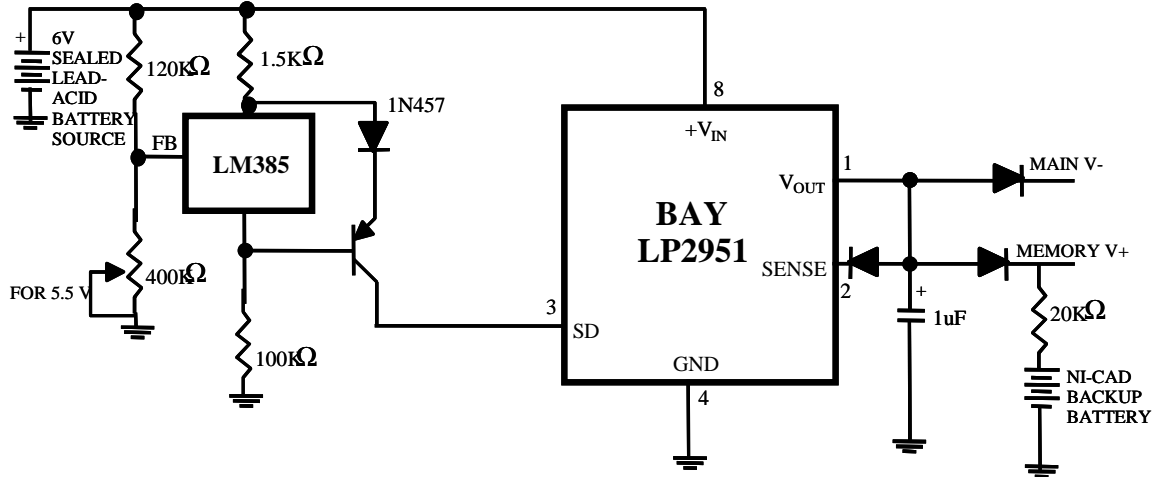 +
6V
SEALED
LEAD-
ACID
BATTERY
SOURCE
120KΩ
1.5KΩ
1N457
FB
LM385
FOR 5.5 V
400KΩ
100KΩ
8
+VIN
1
VOUT
MAIN V-
BAY
LP2951
MEMORY V+
SENSE
2
+
1uF
20KΩ
3
SD
GND
4
NI-CAD
BACKUP
BATTERY